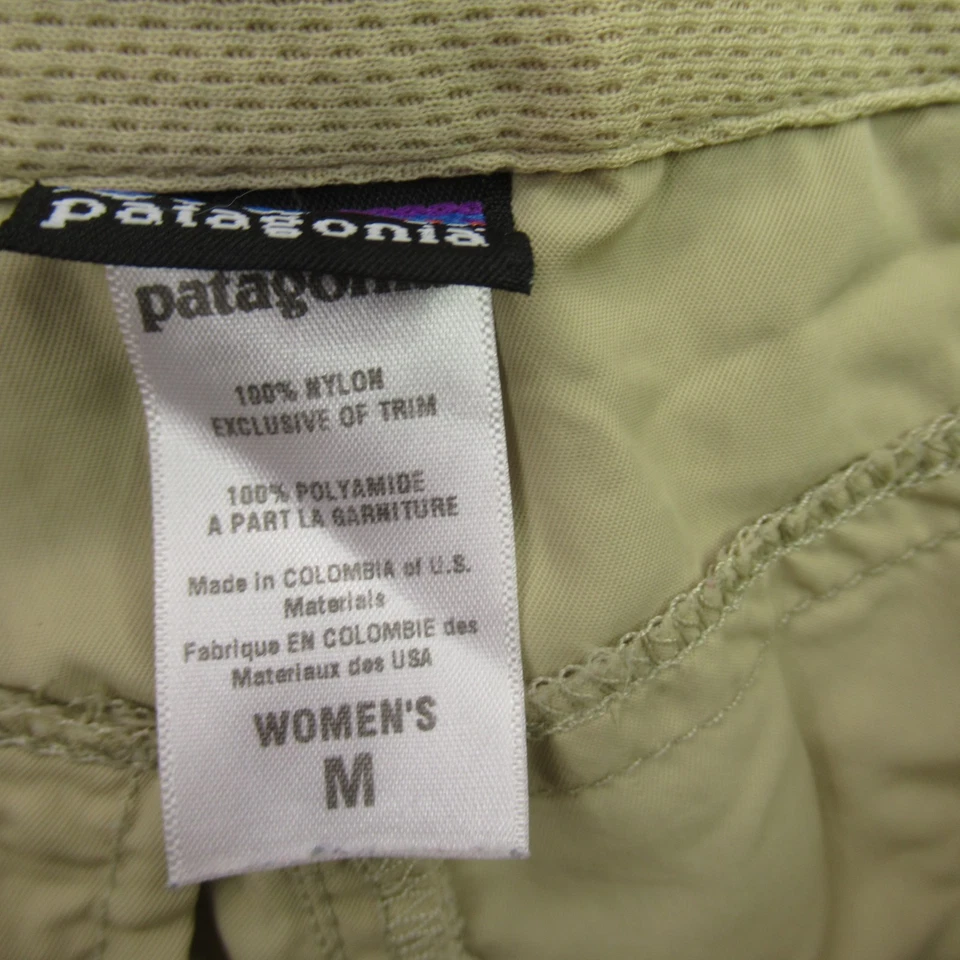 patagonia
patagonia
100% NYLON
EXCLUSIVE OF TRIM
100% POLYAMIDE
A PART LA GARNITURE
Made in COLOMBIA of U.S.
Materials
Fabriqué EN COLOMBIE des
Materiaux des USA
WOMEN'S
M